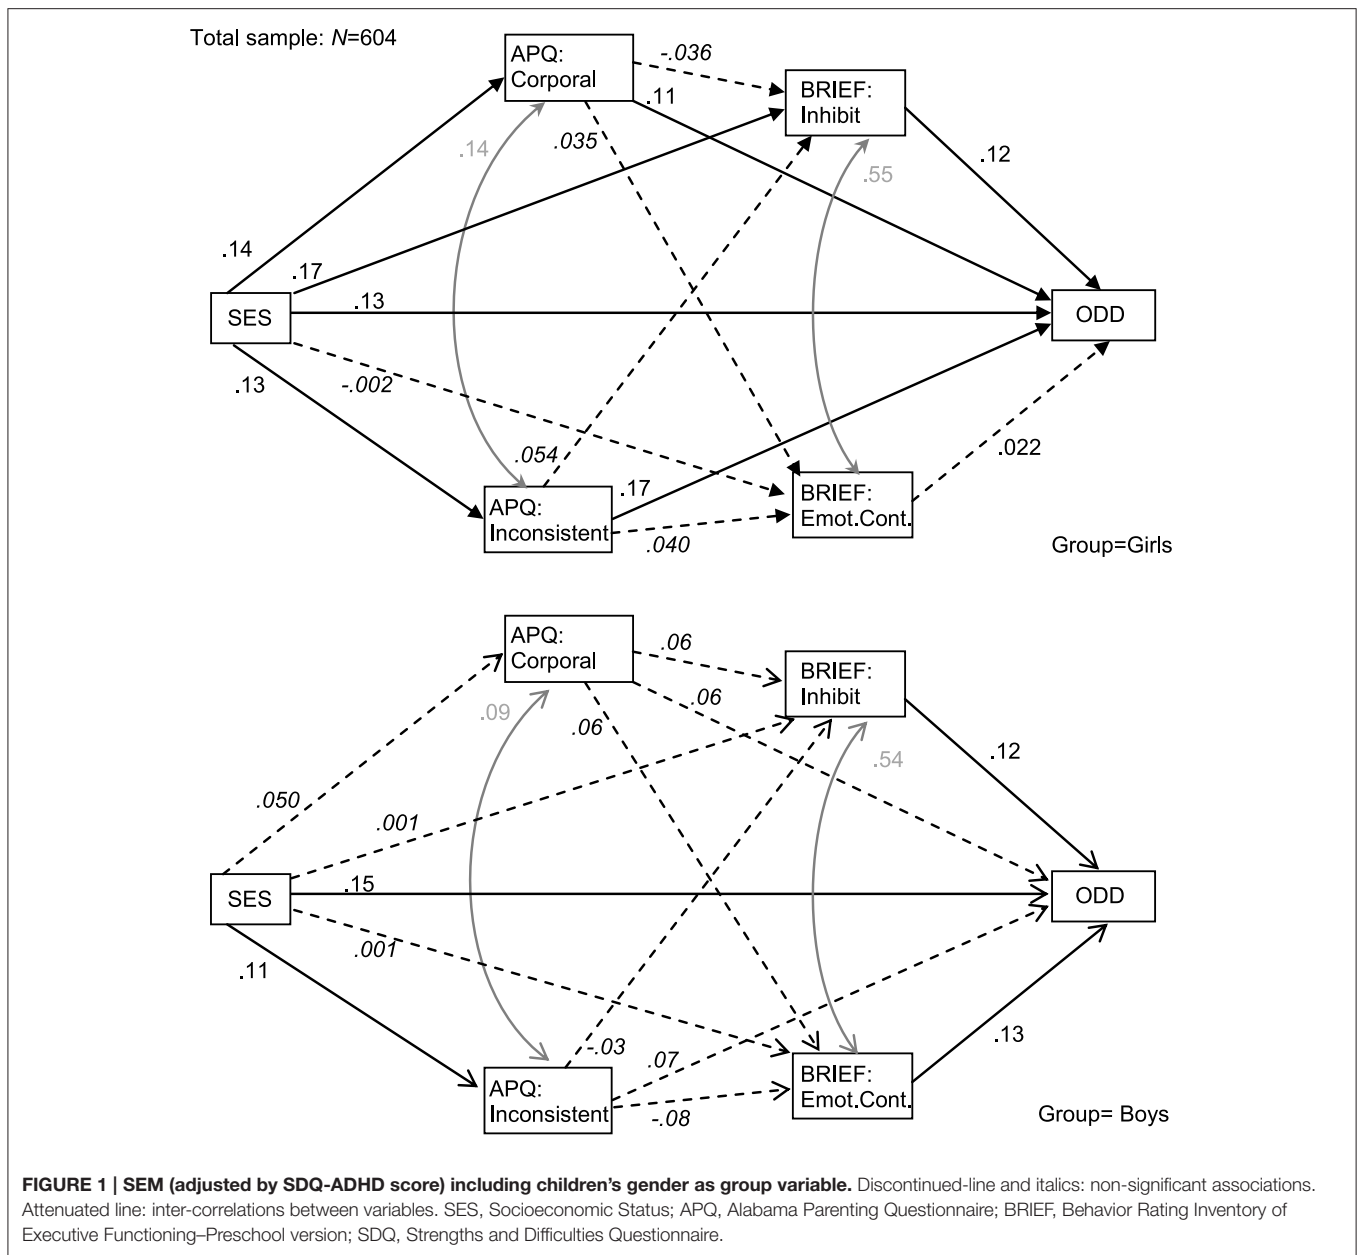 Total sample: N=604
APQ:
Corporal
-.036
BRIEF:
Inhibit
.11
.035
.14
.55
.12
.14
.17
SES
.13
ODD
.13
-.002
.054
.17
.022
APQ:
Inconsistent
BRIEF:
Emot.Cont.
.040
Group=Girls
APQ:
Corporal
.06
BRIEF:
Inhibit
.09
.06
.06
.54
.12
.050
.001
SES
.15
ODD
.001
.11
-.03
.07
.13
APQ:
Inconsistent
BRIEF:
Emot.Cont.
-.08
Group= Boys
FIGURE 1 | SEM (adjusted by SDQ-ADHD score) including children's gender as group variable. Discontinued-line and italics: non-significant associations.
Attenuated line: inter-correlations between variables. SES, Socioeconomic Status; APQ, Alabama Parenting Questionnaire; BRIEF, Behavior Rating Inventory of
Executive Functioning–Preschool version; SDQ, Strengths and Difficulties Questionnaire.